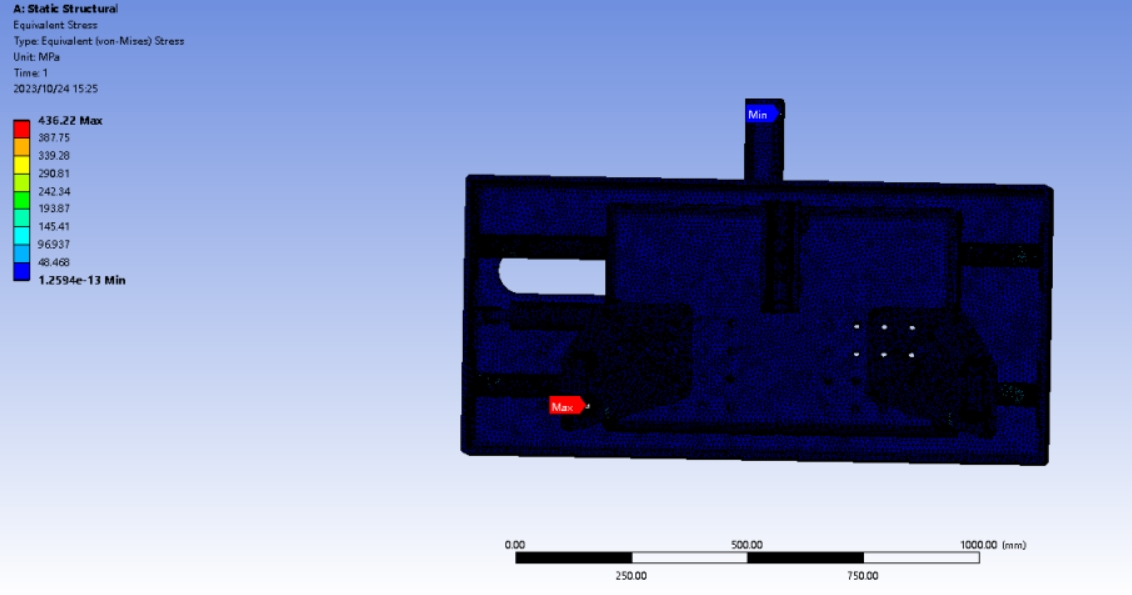 A: Static Structural
Equivalent Stress
Type: Equivalent (von-Mises) Stress
Unit: MPa
Time: 1
2023/10/24 15:25
436.22 Max
387.75
339.28
290.81
242.34
193.87
145.41
96.937
48.468
1.2594e-13 Min
Min
Max
0.00 500.00 1000.00 (mm)
250.00 750.00